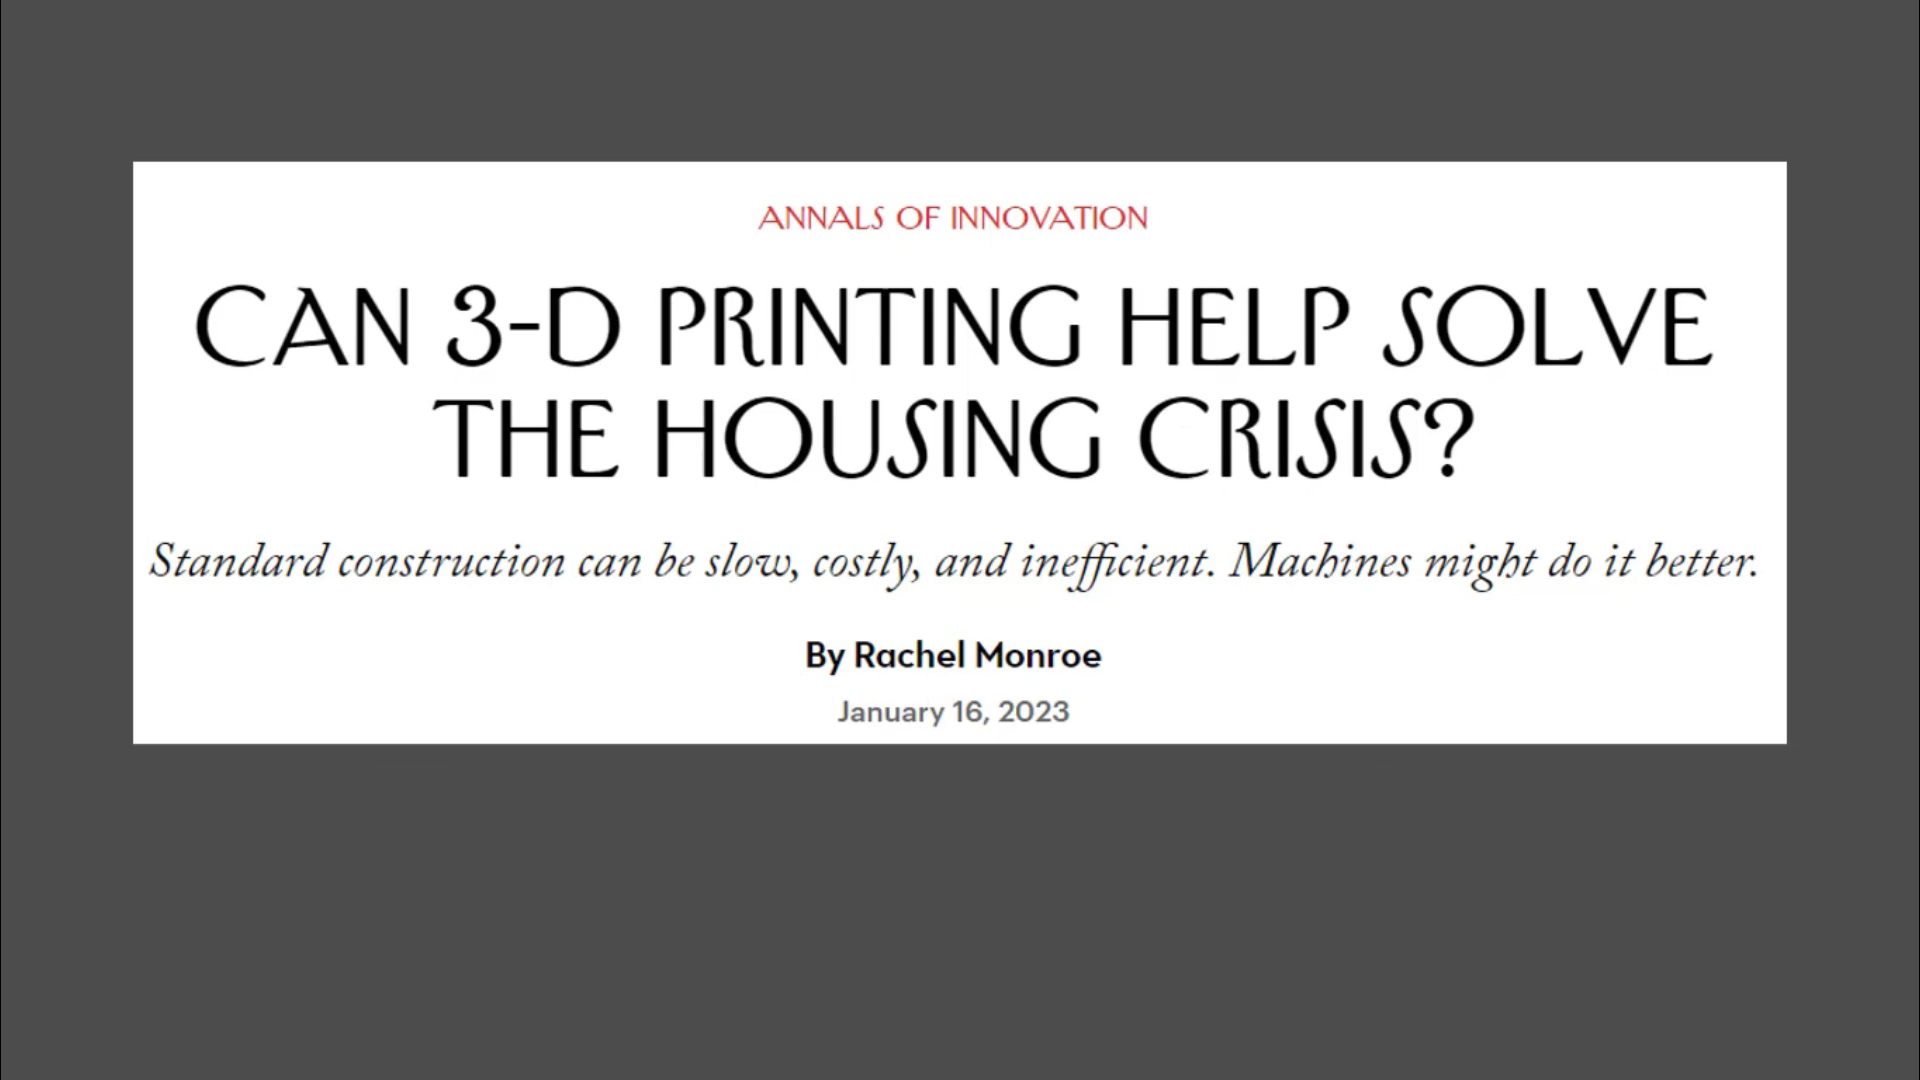 ANNALS OF INNOVATION
CAN 3-D PRINTING HELP SOLVE
THE HOUSING CRISIS?
Standard construction can be slow, costly, and inefficient. Machines might do it better.
By Rachel Monroe
January 16, 2023